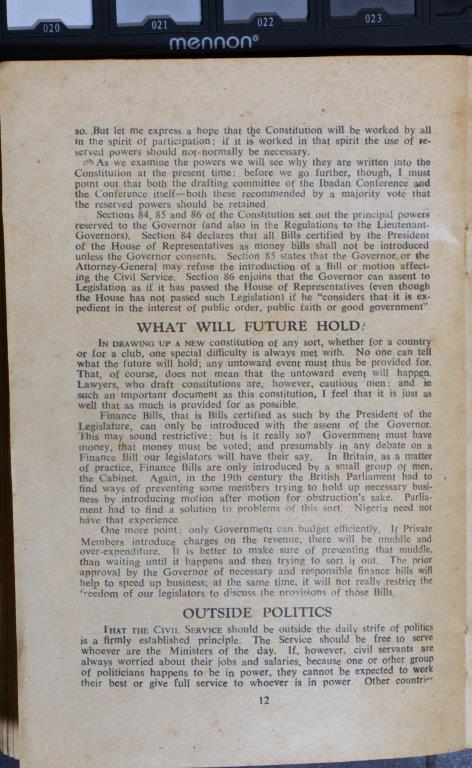 020 021 022 023
mennon®
so. But let me express a hope that the Constitution will be worked by all
in the spirit of participation; if it is worked in that spirit the use of re-
served powers should not normally be necessary.
As we examine the powers we will see why they are written into the
Constitution at the present time; before we go further, though, I must
point out that both the drafting committee of the Ibadan Conference and
the Conference itself—both these recommended by a majority vote that
the reserved powers should be retained.
Sections 84, 85 and 86 of the Constitution set out the principal powers
reserved to the Governor (and also in the Regulations to the Lieutenant-
Governors). Section 84 declares that all Bills certified by the President
of the House of Representatives as money bills shall not be introduced
unless the Governor consents. Section 85 states that the Governor or the
Attorney-General may refuse the introduction of a Bill or motion affect-
ing the Civil Service. Section 86 enjoins that the Governor can assent to
Legislation as if it has passed the House of Representatives (even though
the House has not passed such Legislation) if he "considers that it is ex-
pedient in the interest of public order, public faith or good government".
WHAT WILL FUTURE HOLD?
IN DRAWING UP A NEW constitution of any sort, whether for a country
or for a club, one special difficulty is always met with. No one can tell
what the future will hold; any untoward event must thus be provided for.
That, of course, does not mean that the untoward event will happen.
Lawyers, who draft constitutions are, however, cautious men; and in
such an important document as this constitution, I feel that it is just as
well that as much is provided for as possible.
Finance Bills, that is Bills certified as such by the President of the
Legislature, can only be introduced with the assent of the Governor.
This may sound restrictive; but is it really so? Government must have
money, that money must be voted; and presumably in any debate on a
Finance Bill our legislators will have their say. In Britain, as a matter
of practice, Finance Bills are only introduced by a small group of men,
the Cabinet. Again, in the 19th century the British Parliament had to
find ways of preventing some members trying to hold up necessary busi-
ness by introducing motion after motion for obstruction's sake. Parlia-
ment had to find a solution to problems of this sort. Nigeria need not
have that experience.
One more point: only Government can budget efficiently. If Private
Members introduce charges on the revenue, there will be muddle and
over-expenditure. It is better to make sure of preventing that muddle,
than waiting until it happens and then trying to sort it out. The prior
approval by the Governor of necessary and responsible finance bills will
help to speed up business; at the same time, it will not really restrict the
freedom of our legislators to discuss the provisions of those Bills.
OUTSIDE POLITICS
THAT THE CIVIL SERVICE should be outside the daily strife of politics
is a firmly established principle. The Service should be free to serve
whoever are the Ministers of the day. If, however, civil servants are
always worried about their jobs and salaries, because one or other group
of politicians happens to be in power, they cannot be expected to work
their best or give full service to whoever is in power. Other countries
12